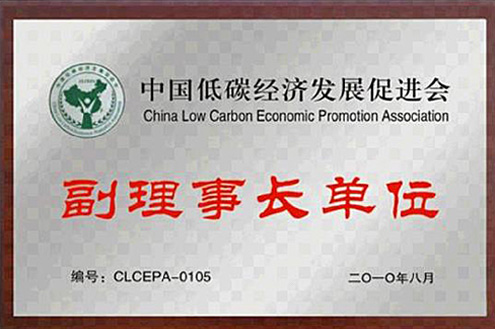 中国低碳经济发展促进会
China Low Carbon Economic Promotion Association
副理事长单位
编号：CLCEPA-0105
二〇一〇年八月